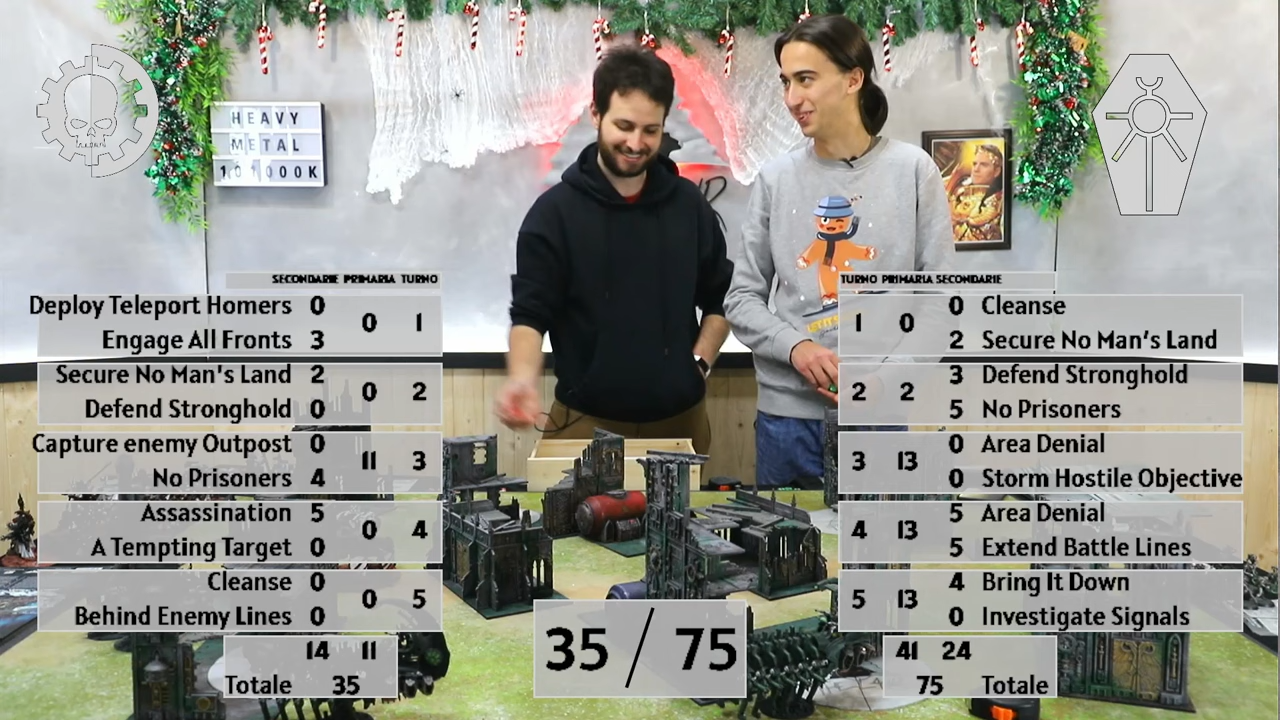 HEAVY
METAL
101000K
SECONDARIE PRIMARIA TURNO
Deploy Teleport Homers 0
0 1
Engage All Fronts 3
Secure No Man's Land 2
0 2
Defend Stronghold 0
Capture enemy Outpost 0
11 3
No Prisoners 4
Assassination 5
0 4
A Tempting Target 0
Cleanse 0
0 5
Behind Enemy Lines 0
14 11
Totale 35
35 / 75
TURNO PRIMARIA SECONDARIE
0 Cleanse
1 0
2 Secure No Man's Land
3 Defend Stronghold
2 2
5 No Prisoners
0 Area Denial
3 13
0 Storm Hostile Objective
5 Area Denial
4 13
5 Extend Battle Lines
4 Bring It Down
5 13
0 Investigate Signals
41 24
75 Totale